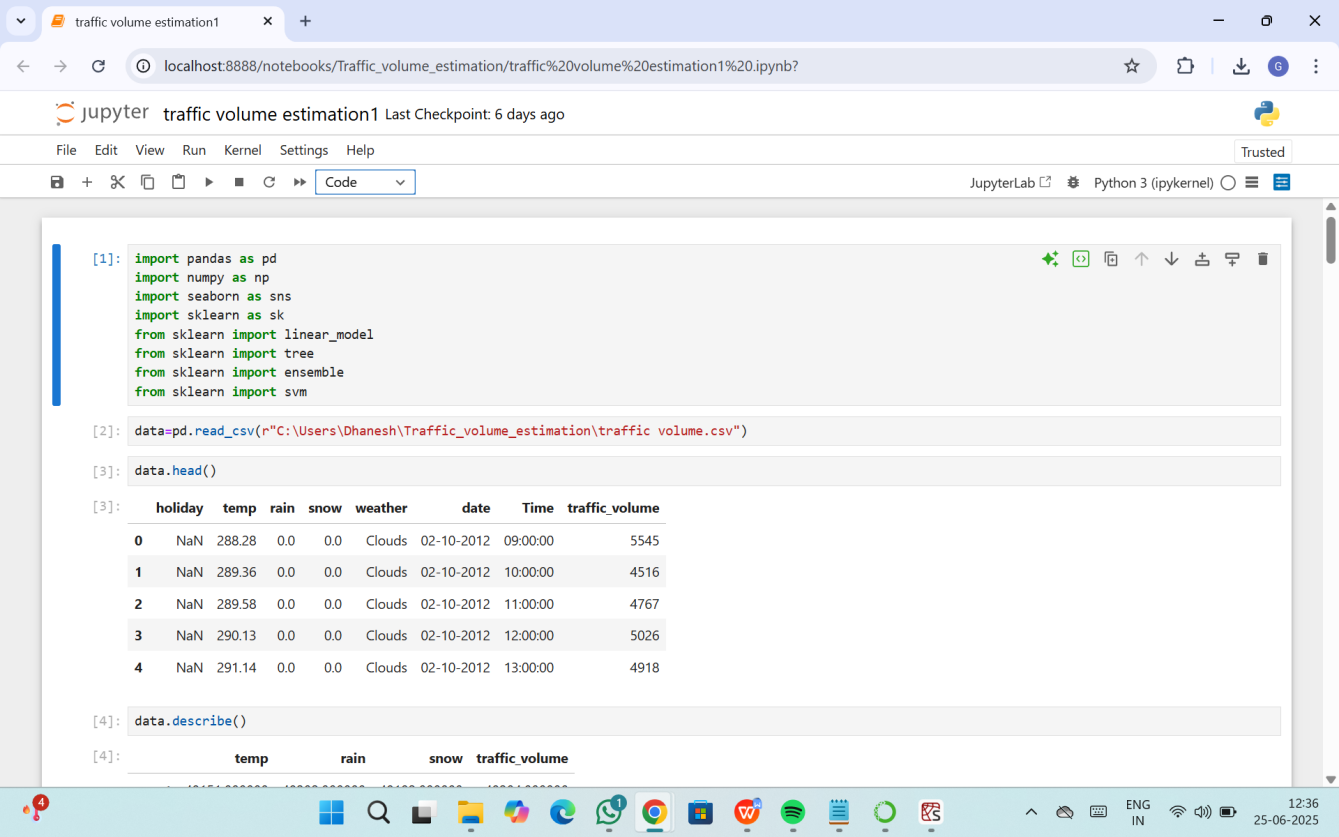 traffic volume estimation1
localhost:8888/notebooks/Traffic_volume_estimation/traffic%20volume%20estimation1%20.ipynb?
G
jupyter traffic volume estimation1 Last Checkpoint: 6 days ago
File Edit View Run Kernel Settings Help
Trusted
Code
JupyterLab Python 3 (ipykernel)
[1]: import pandas as pd
import numpy as np
import seaborn as sns
import sklearn as sk
from sklearn import linear_model
from sklearn import tree
from sklearn import ensemble
from sklearn import svm
[2]: data=pd.read_csv(r"C:\Users\Dhanesh\Traffic_volume_estimation\traffic volume.csv")
[3]: data.head()
[3]: holiday temp rain snow weather date Time traffic_volume
0 NaN 288.28 0.0 0.0 Clouds 02-10-2012 09:00:00 5545
1 NaN 289.36 0.0 0.0 Clouds 02-10-2012 10:00:00 4516
2 NaN 289.58 0.0 0.0 Clouds 02-10-2012 11:00:00 4767
3 NaN 290.13 0.0 0.0 Clouds 02-10-2012 12:00:00 5026
4 NaN 291.14 0.0 0.0 Clouds 02-10-2012 13:00:00 4918
[4]: data.describe()
[4]: temp rain snow traffic_volume
4
1
W
ENG
IN
12:36
25-06-2025